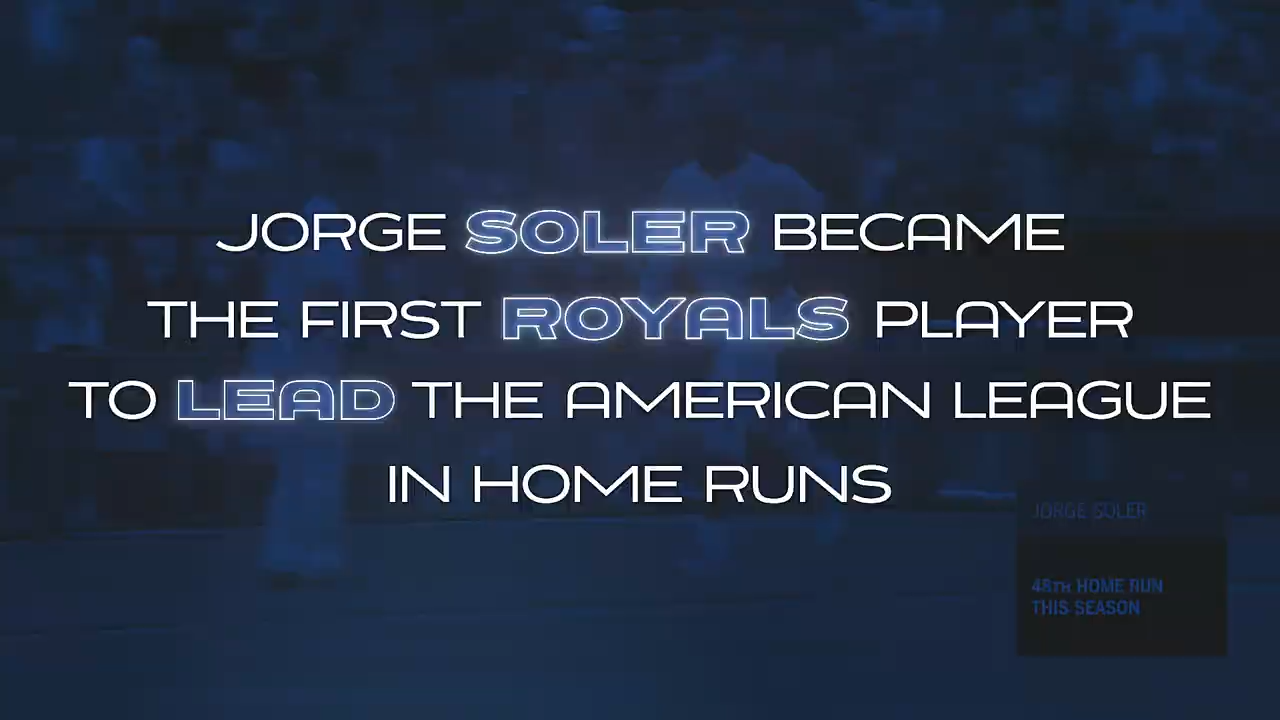 JORGE SOLER BECAME
THE FIRST ROYALS PLAYER
TO LEAD THE AMERICAN LEAGUE
IN HOME RUNS
JORGE SOLER
48TH HOME RUN
THIS SEASON